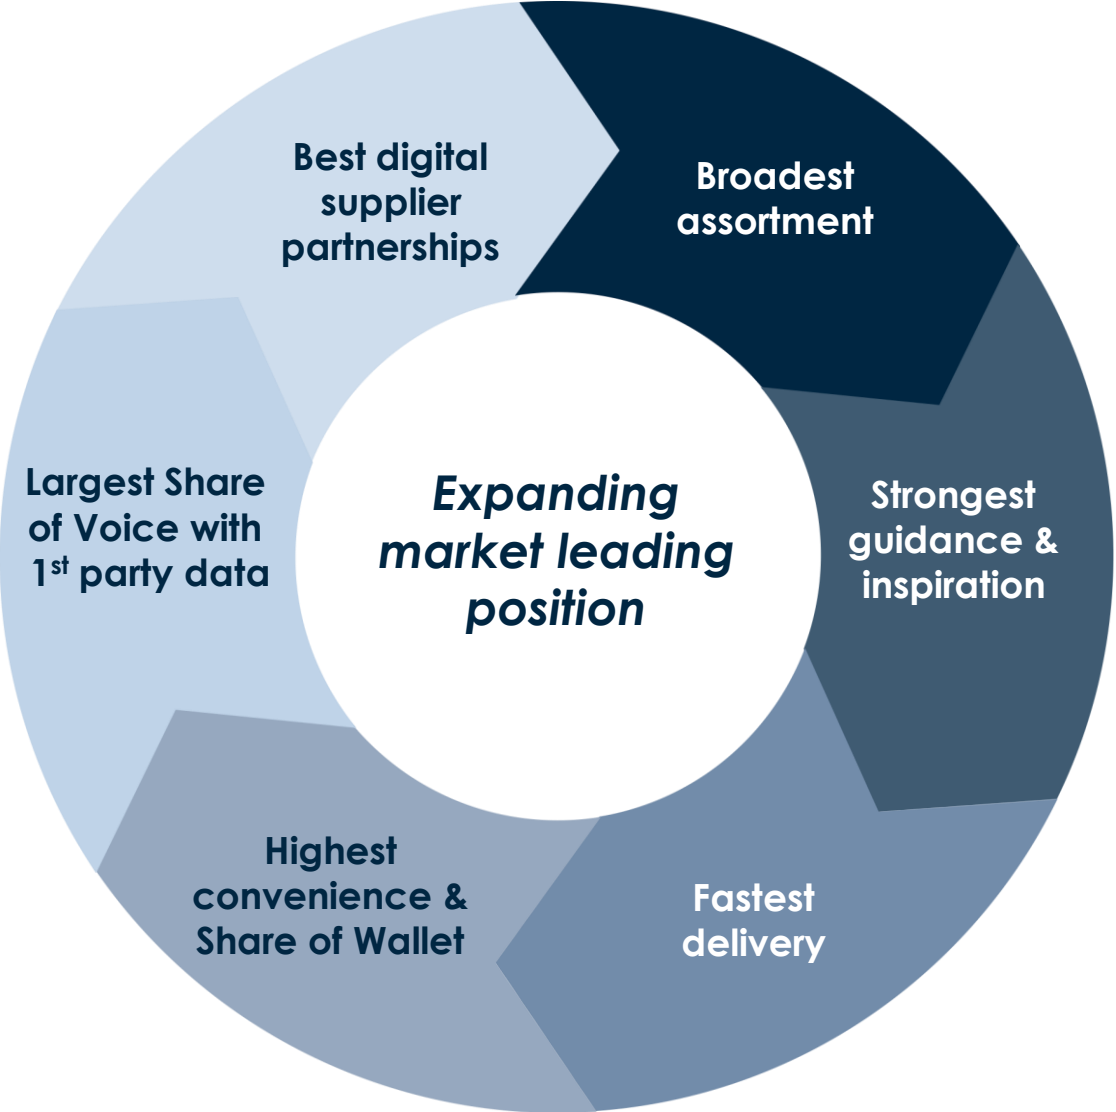 Best digital
supplier
partnerships
Broadest
assortment
Strongest
guidance &
inspiration
Fastest
delivery
Highest
convenience &
Share of Wallet
Largest Share
of Voice with
1st party data
Expanding
market leading
position